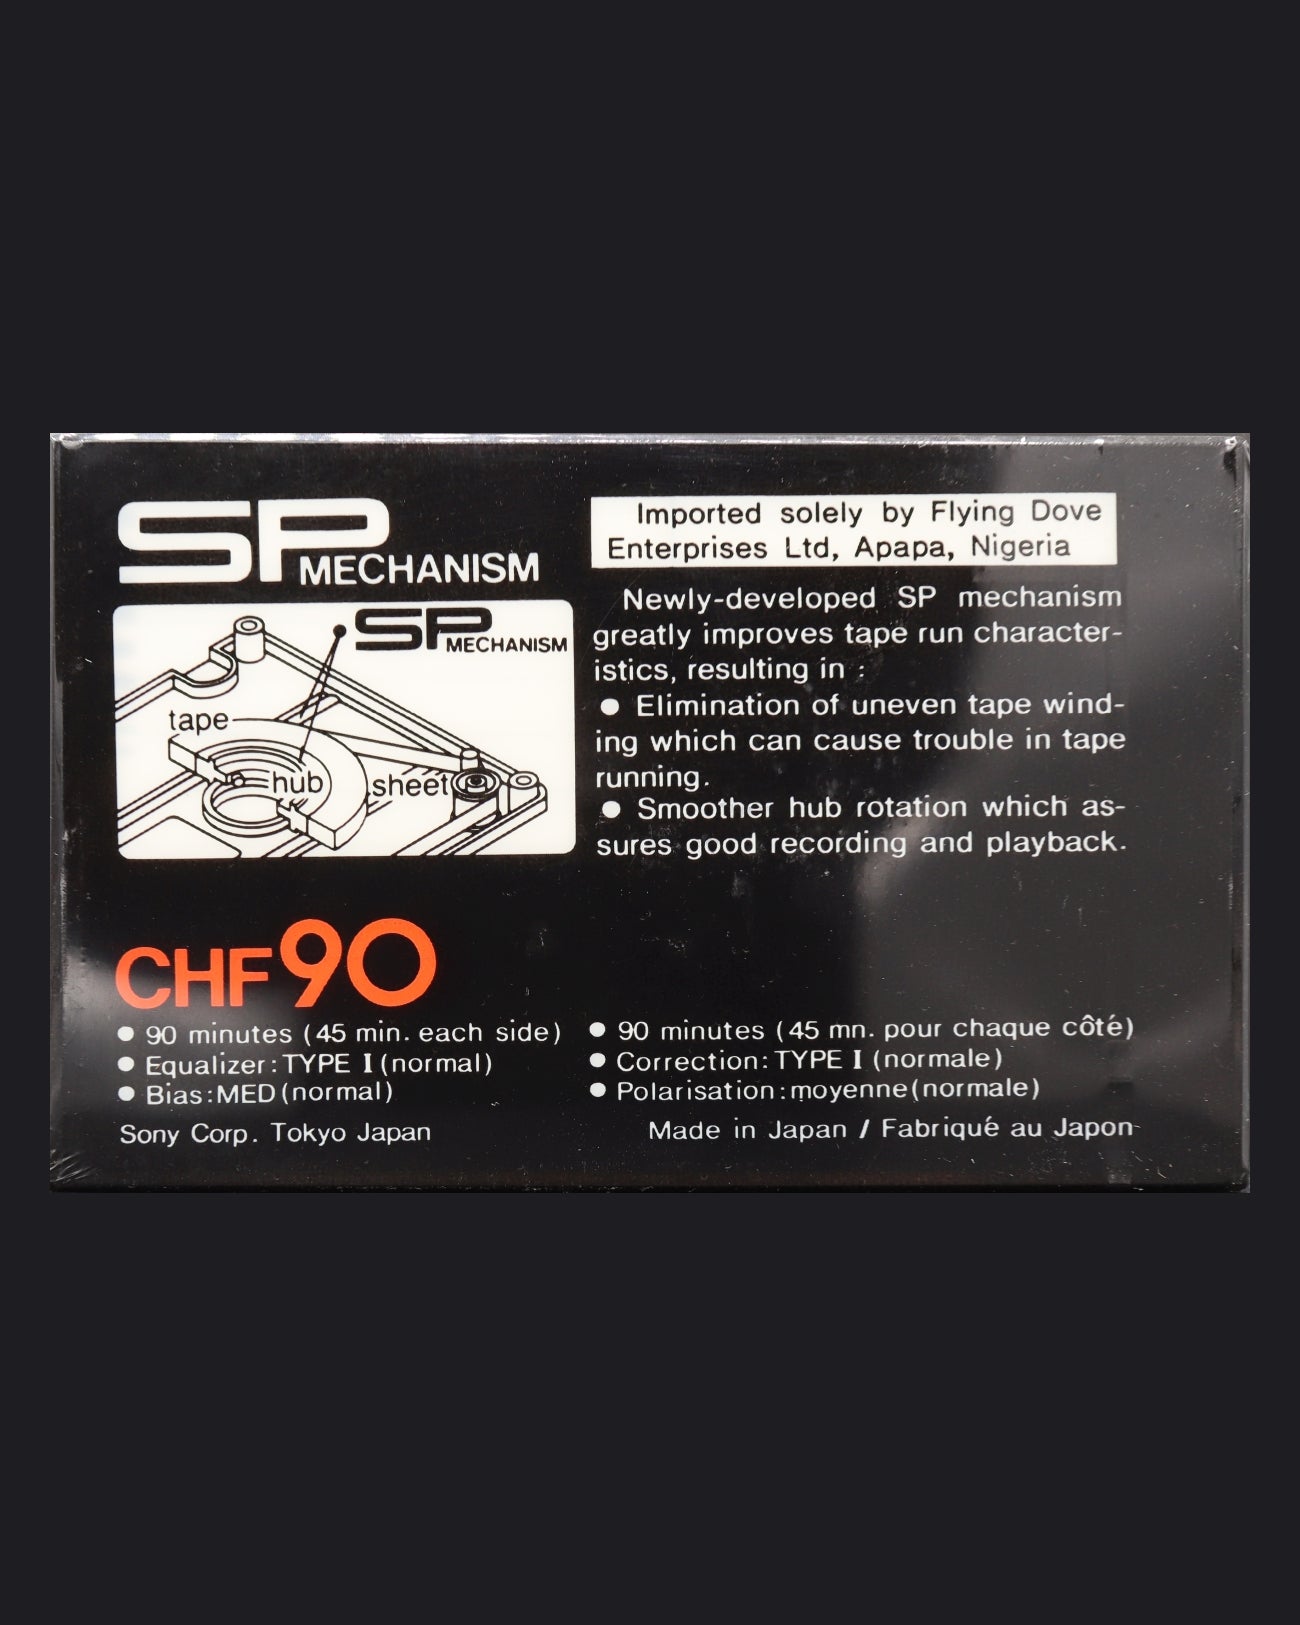 SP MECHANISM
SP MECHANISM
tape
hub
sheet
Imported solely by Flying Dove
Enterprises Ltd, Apapa, Nigeria
Newly-developed SP mechanism
greatly improves tape run character-
istics, resulting in :
● Elimination of uneven tape wind-
ing which can cause trouble in tape
running.
● Smoother hub rotation which as-
sures good recording and playback.
CHF 90
● 90 minutes (45 min. each side)
● Equalizer: TYPE I (normal)
● Bias: MED (normal)
Sony Corp. Tokyo Japan
● 90 minutes (45 mn. pour chaque côté)
● Correction: TYPE I (normale)
● Polarisation: moyenne (normale)
Made in Japan / Fabriqué au Japon